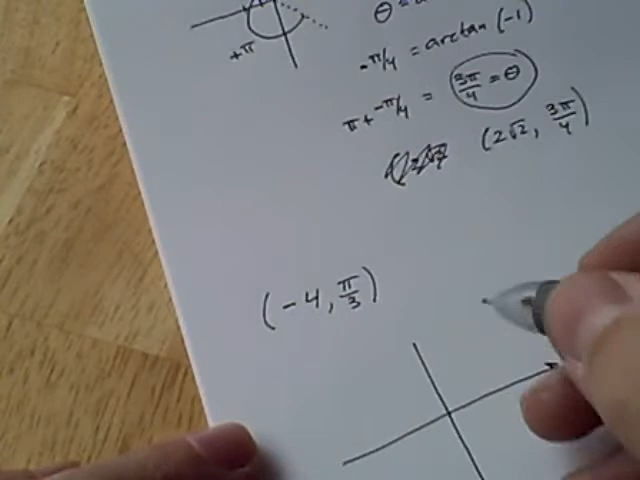 θ =
-π/4 = arctan (-1)
+π
π + -π/4 = 3π/4 = θ
(2√2, 3π/4)
(-4, π/3)